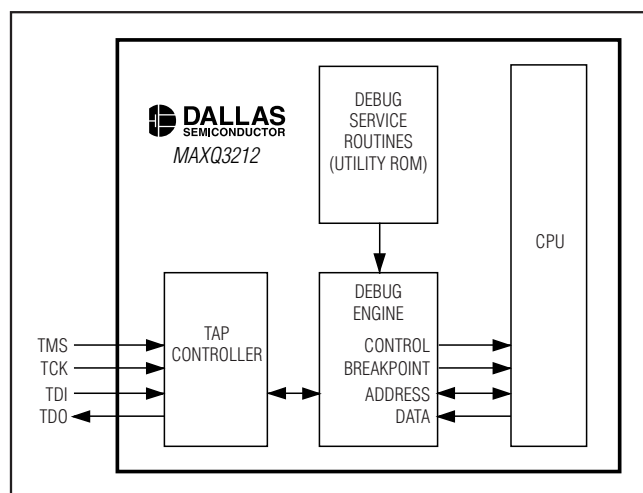 DALLAS
SEMICONDUCTOR
MAXQ3212
DEBUG
SERVICE
ROUTINES
(UTILITY ROM)
CPU
TAP
CONTROLLER
DEBUG
ENGINE
CONTROL
BREAKPOINT
ADDRESS
DATA
TMS
TCK
TDI
TDO